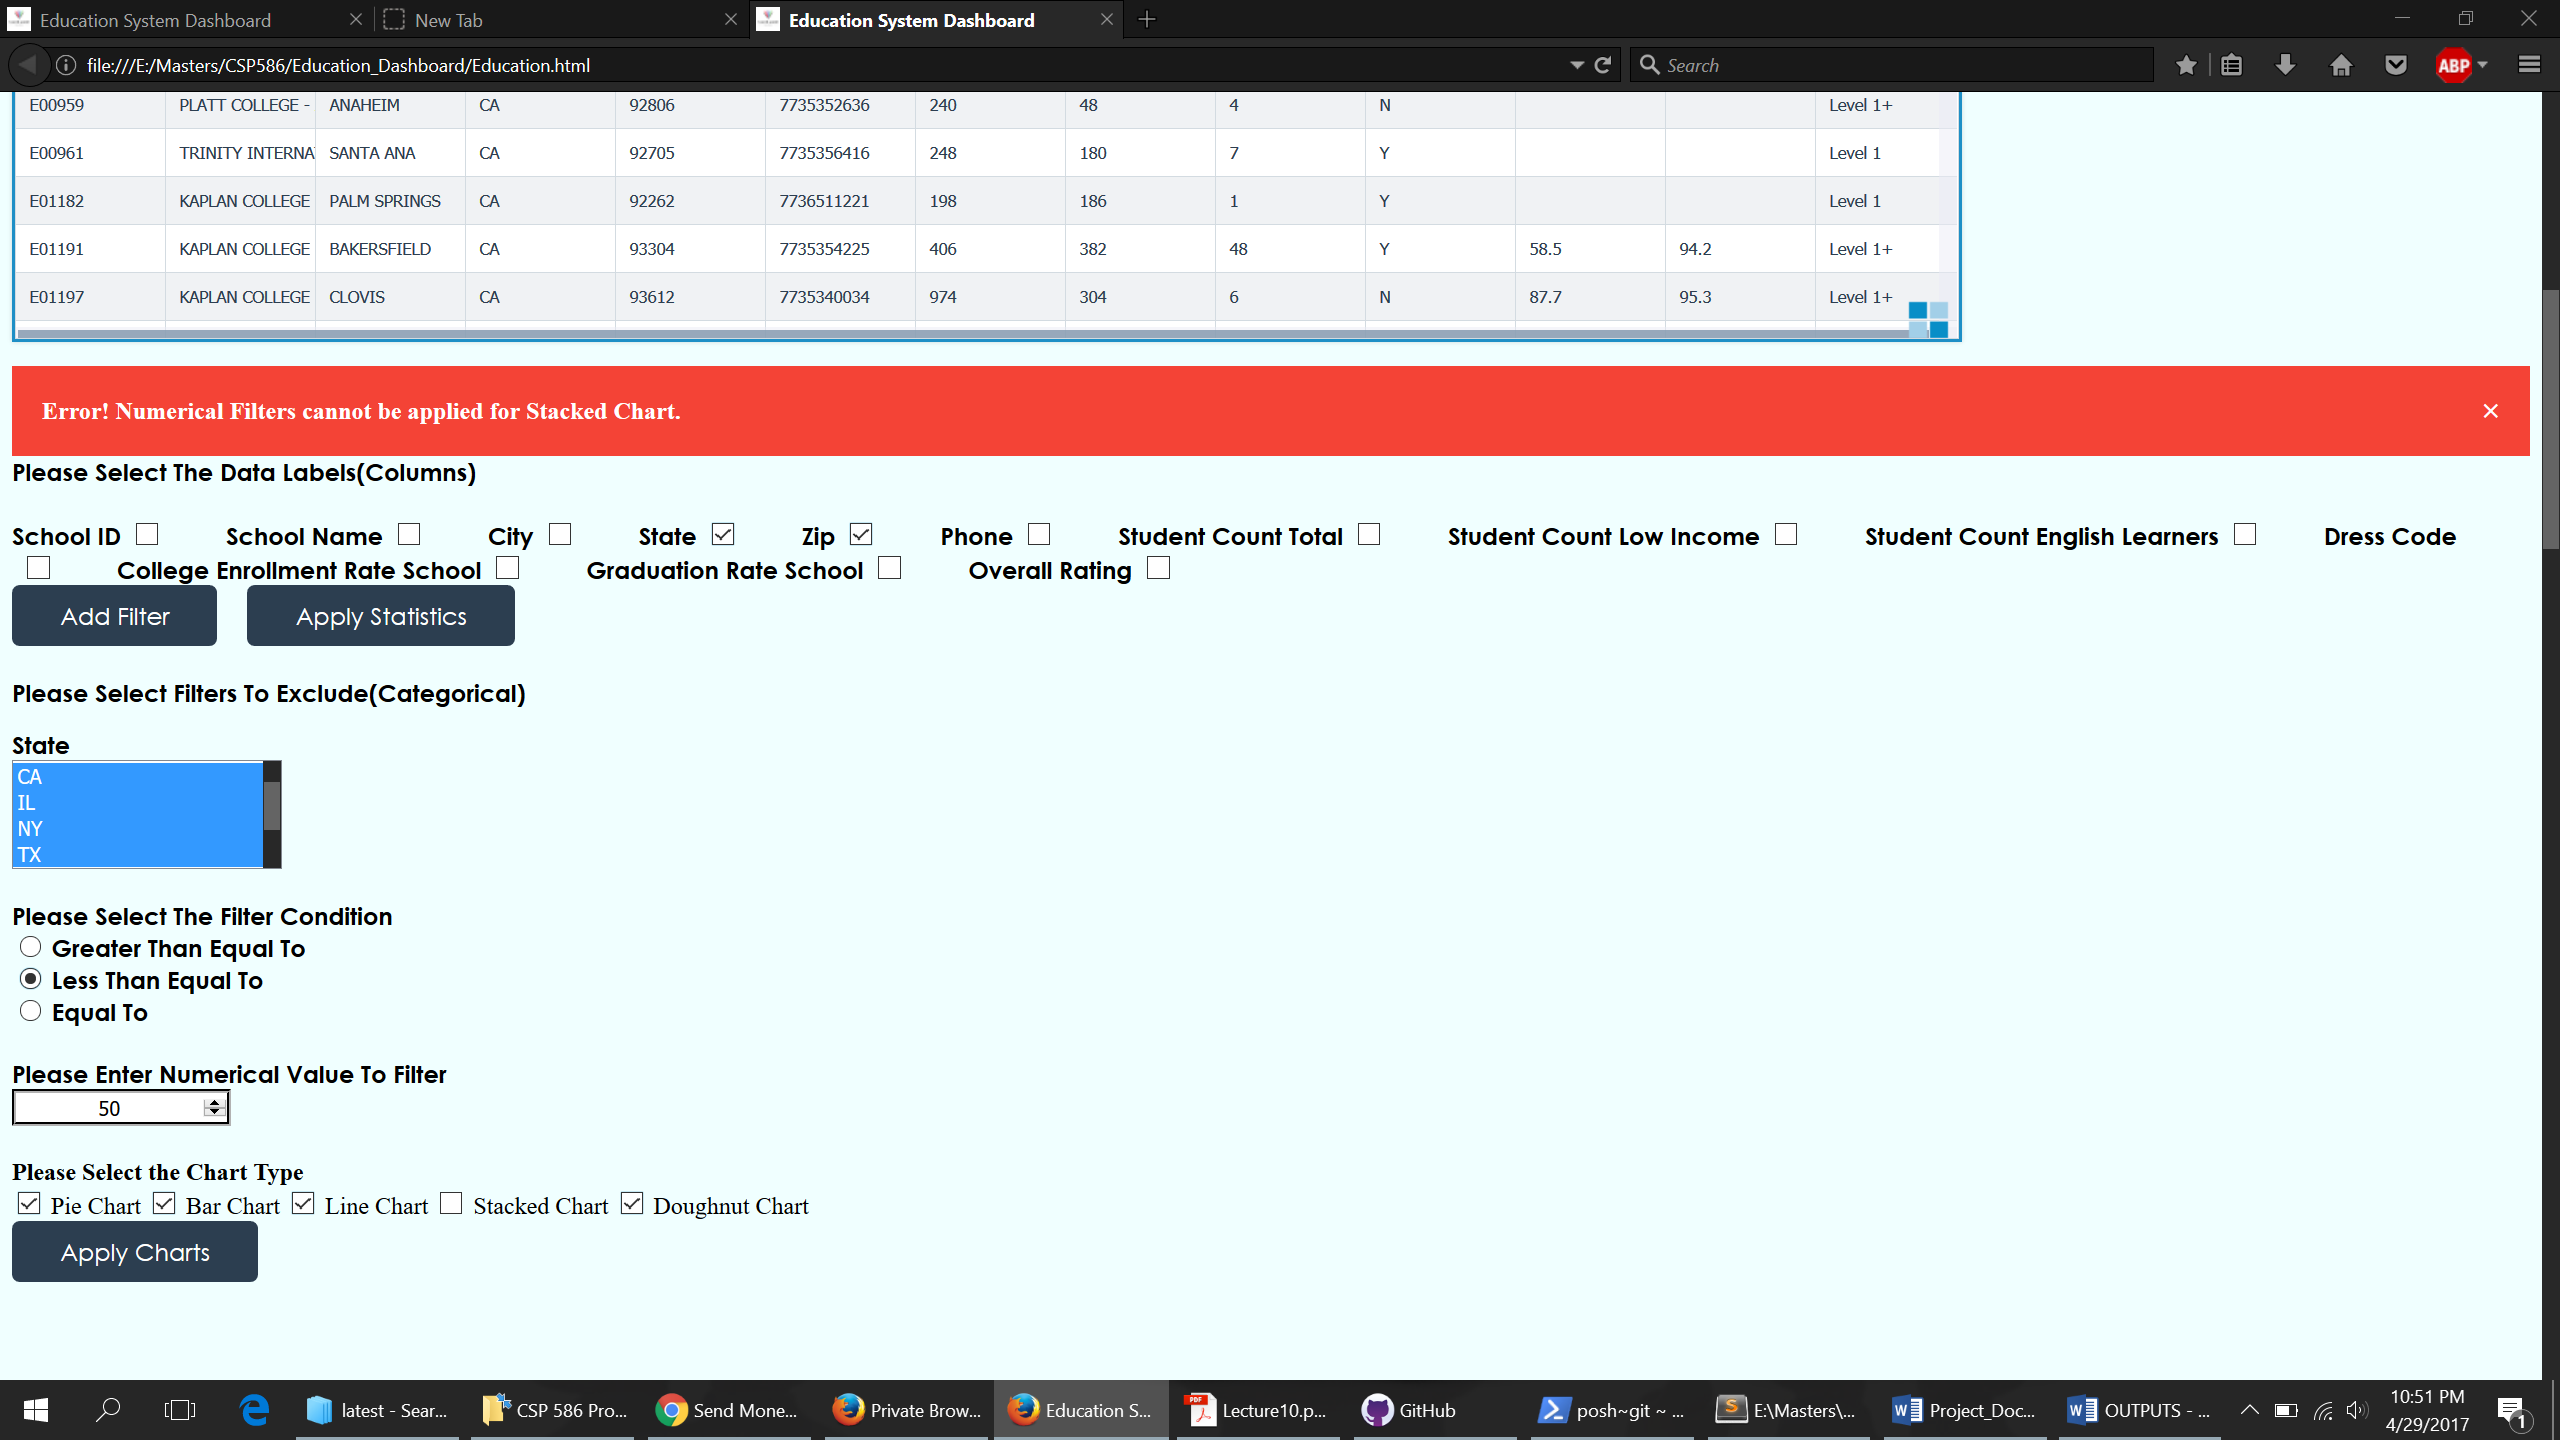 Education System Dashboard New Tab Education System Dashboard
file:///E:/Masters/CSP586/Education_Dashboard/Education.html Search ABP
E00959 PLATT COLLEGE - ANAHEIM CA 92806 7735352636 240 48 4 N Level 1+
E00961 TRINITY INTERNA SANTA ANA CA 92705 7735356416 248 180 7 Y Level 1
E01182 KAPLAN COLLEGE PALM SPRINGS CA 92262 7736511221 198 186 1 Y Level 1
E01191 KAPLAN COLLEGE BAKERSFIELD CA 93304 7735354225 406 382 48 Y 58.5 94.2 Level 1+
E01197 KAPLAN COLLEGE CLOVIS CA 93612 7735340034 974 304 6 N 87.7 95.3 Level 1+
Error! Numerical Filters cannot be applied for Stacked Chart. ×
Please Select The Data Labels(Columns)
School ID School Name City State Zip Phone Student Count Total Student Count Low Income Student Count English Learners Dress Code
College Enrollment Rate School Graduation Rate School Overall Rating
Add Filter Apply Statistics
Please Select Filters To Exclude(Categorical)
State
CA
IL
NY
TX
Please Select The Filter Condition
Greater Than Equal To
Less Than Equal To
Equal To
Please Enter Numerical Value To Filter
50
Please Select the Chart Type
Pie Chart Bar Chart Line Chart Stacked Chart Doughnut Chart
Apply Charts
latest - Sear... CSP 586 Pro... Send Mone... Private Brow... Education S... PDF Lecture10.p... GitHub posh~git ~ ... E:\Masters\... Project_Doc... OUTPUTS - ... 10:51 PM
4/29/2017 1